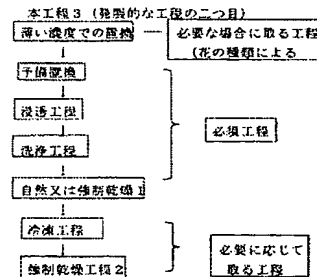 本工程3（発製的な工程の二つ目）
薄い濃度での置換
必要な場合に取る工程
(花の種類による
予備置換
浸透工程
洗浄工程
必須工程
自然又は強制乾燥1
冷凍工程
強制乾燥工程2
必要に応じて
取る工程